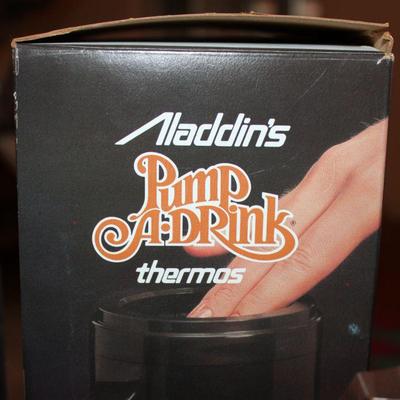 Aladdin's
Pump
A-DRink®
thermos